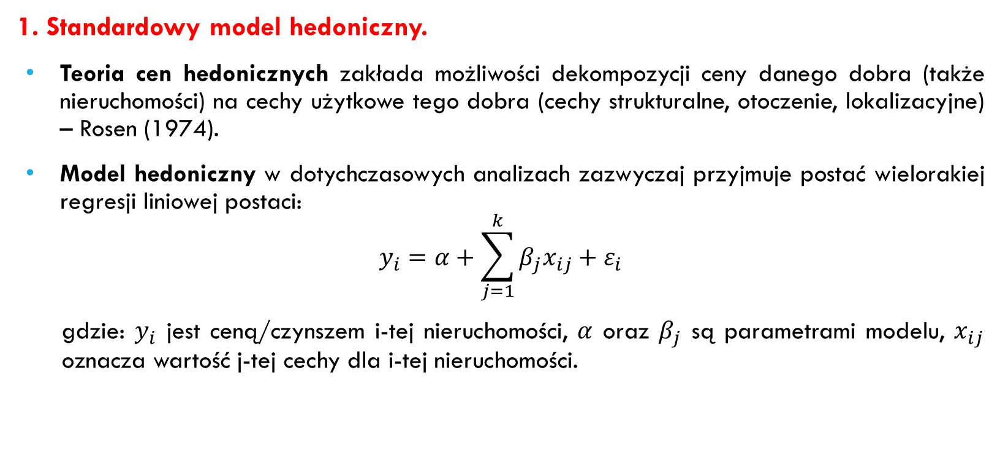 1. Standardowy model hedoniczny.
• Teoria cen hedonicznych zakłada możliwości dekompozycji ceny danego dobra (także
nieruchomości) na cechy użytkowe tego dobra (cechy strukturalne, otoczenie, lokalizacyjne)
– Rosen (1974).
• Model hedoniczny w dotychczasowych analizach zazwyczaj przyjmuje postać wielorakiej
regresji liniowej postaci:
$y_i = \alpha + \sum_{j=1}^{k} \beta_j x_{ij} + \varepsilon_i$
gdzie: $y_i$ jest ceną/czynszem i-tej nieruchomości, $\alpha$ oraz $\beta_j$ są parametrami modelu, $x_{ij}$
oznacza wartość j-tej cechy dla i-tej nieruchomości.